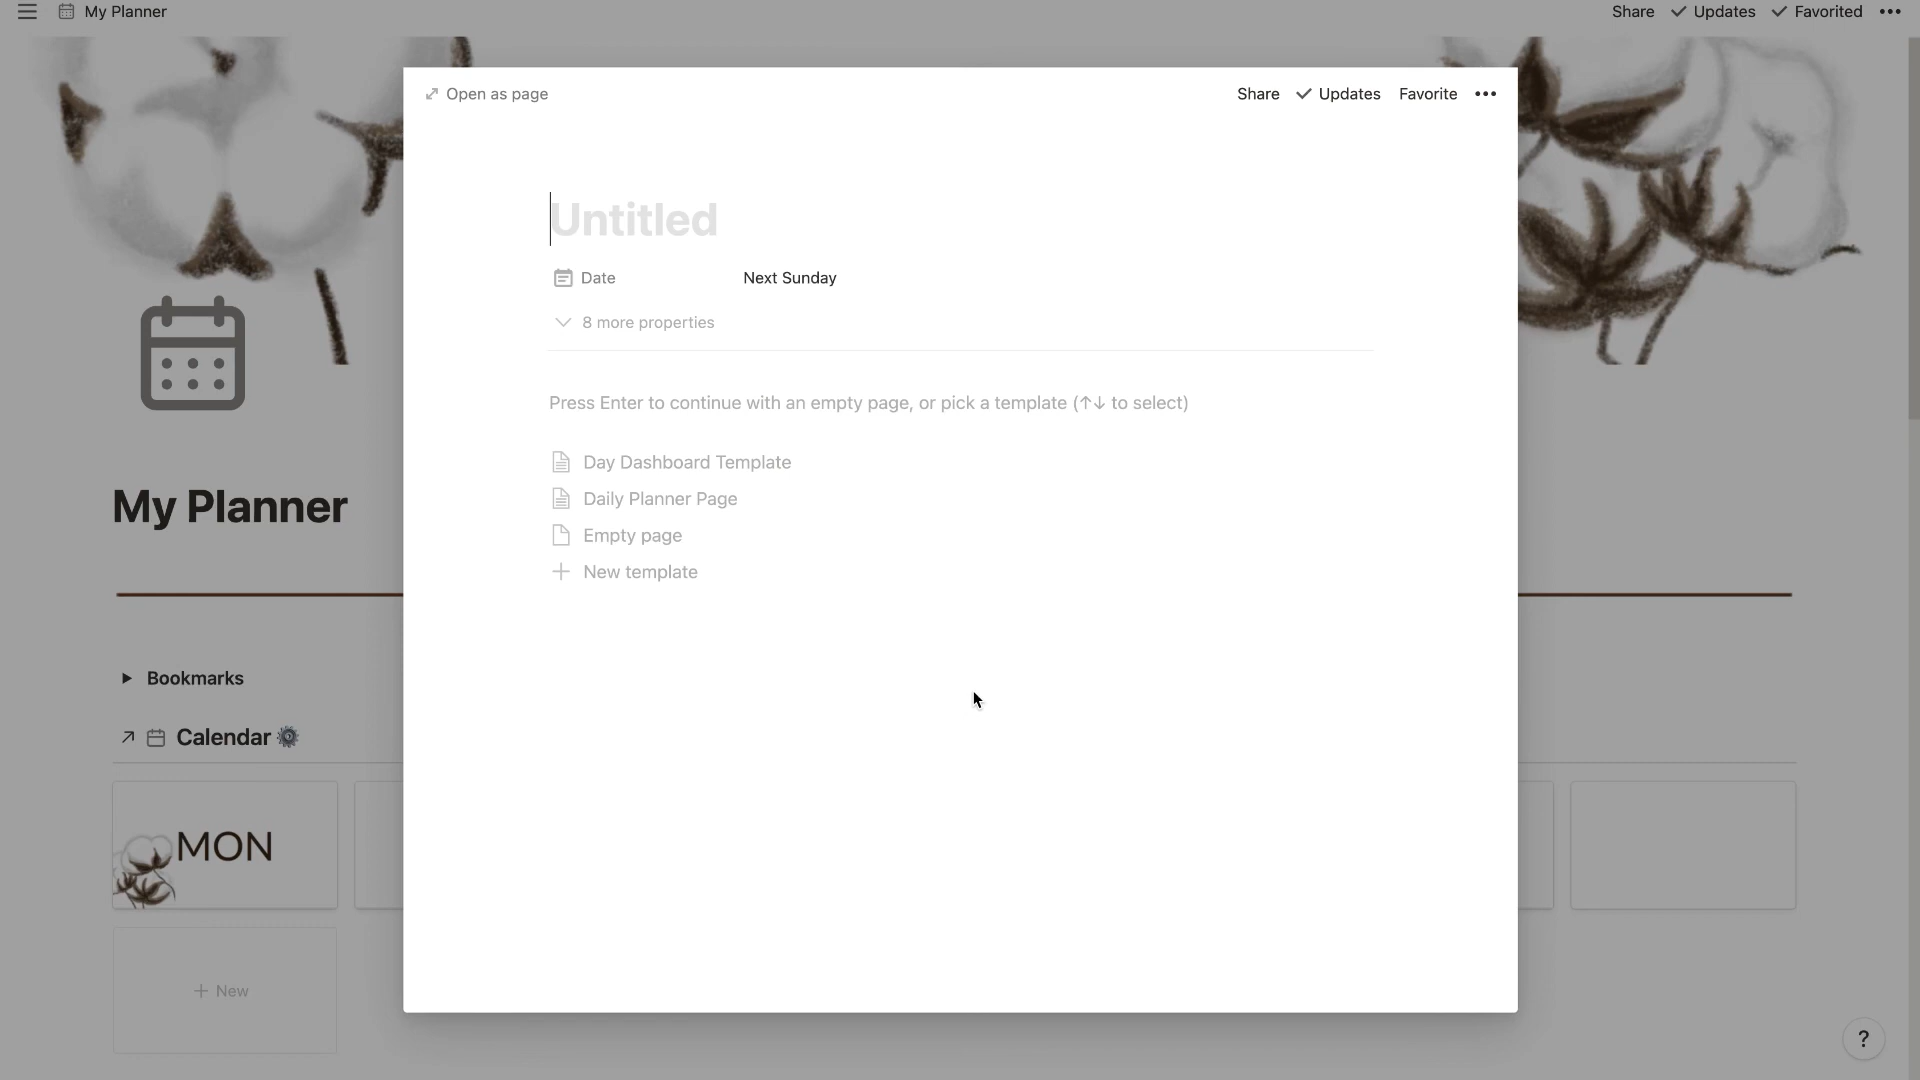 My Planner
Share Updates Favorited •••
Open as page
Share Updates Favorite •••
Untitled
Date Next Sunday
8 more properties
Press Enter to continue with an empty page, or pick a template (↑↓ to select)
Day Dashboard Template
Daily Planner Page
Empty page
+ New template
My Planner
Bookmarks
Calendar
MON
+ New
?